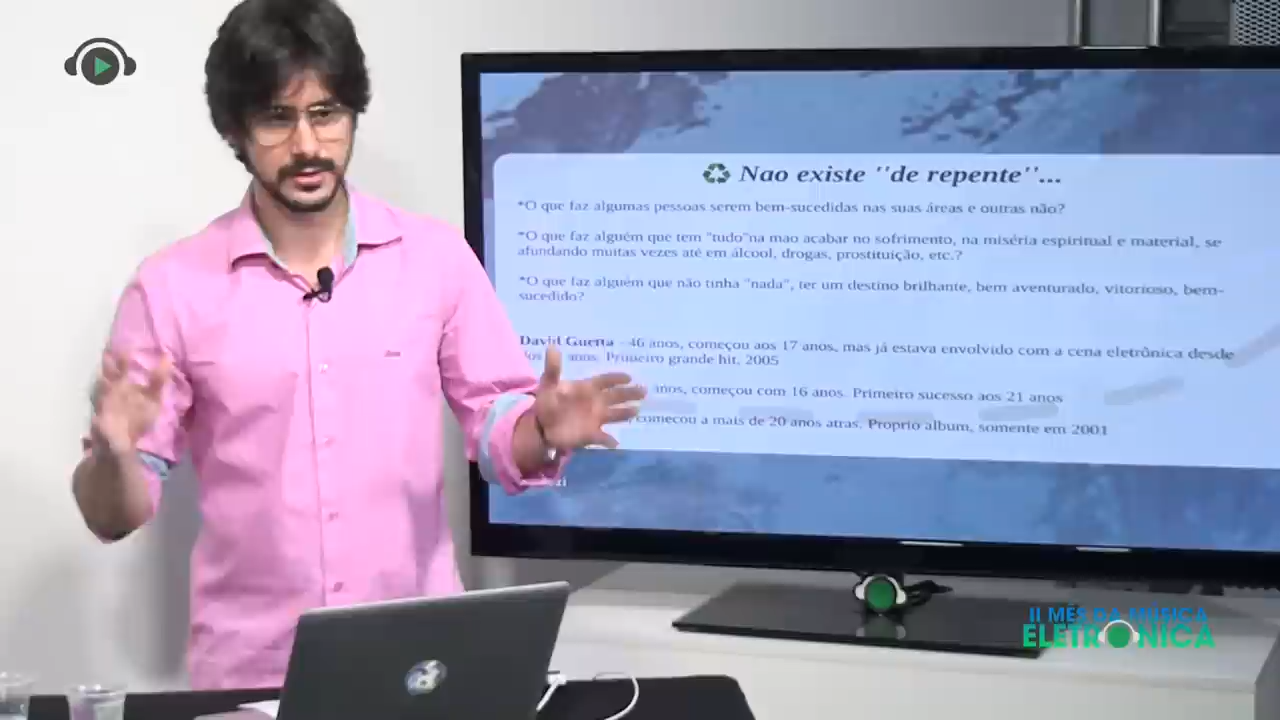 Nao existe ''de repente''...
*O que faz algumas pessoas serem bem-sucedidas nas suas áreas e outras não?
*O que faz alguém que tem "tudo"na mao acabar no sofrimento, na miséria espiritual e material, se
afundando muitas vezes até em álcool, drogas, prostituição, etc.?
*O que faz alguém que não tinha "nada", ter um destino brilhante, bem aventurado, vitorioso, bem-
sucedido?
David Guetta - 46 anos, começou aos 17 anos, mas já estava envolvido com a cena eletrônica desde
anos. Primeiro grande hit, 2005
anos, começou com 16 anos. Primeiro sucesso aos 21 anos
começou a mais de 20 anos atras. Proprio album, somente em 2001
II MÊS DA MÚSICA
ELETRÔNICA